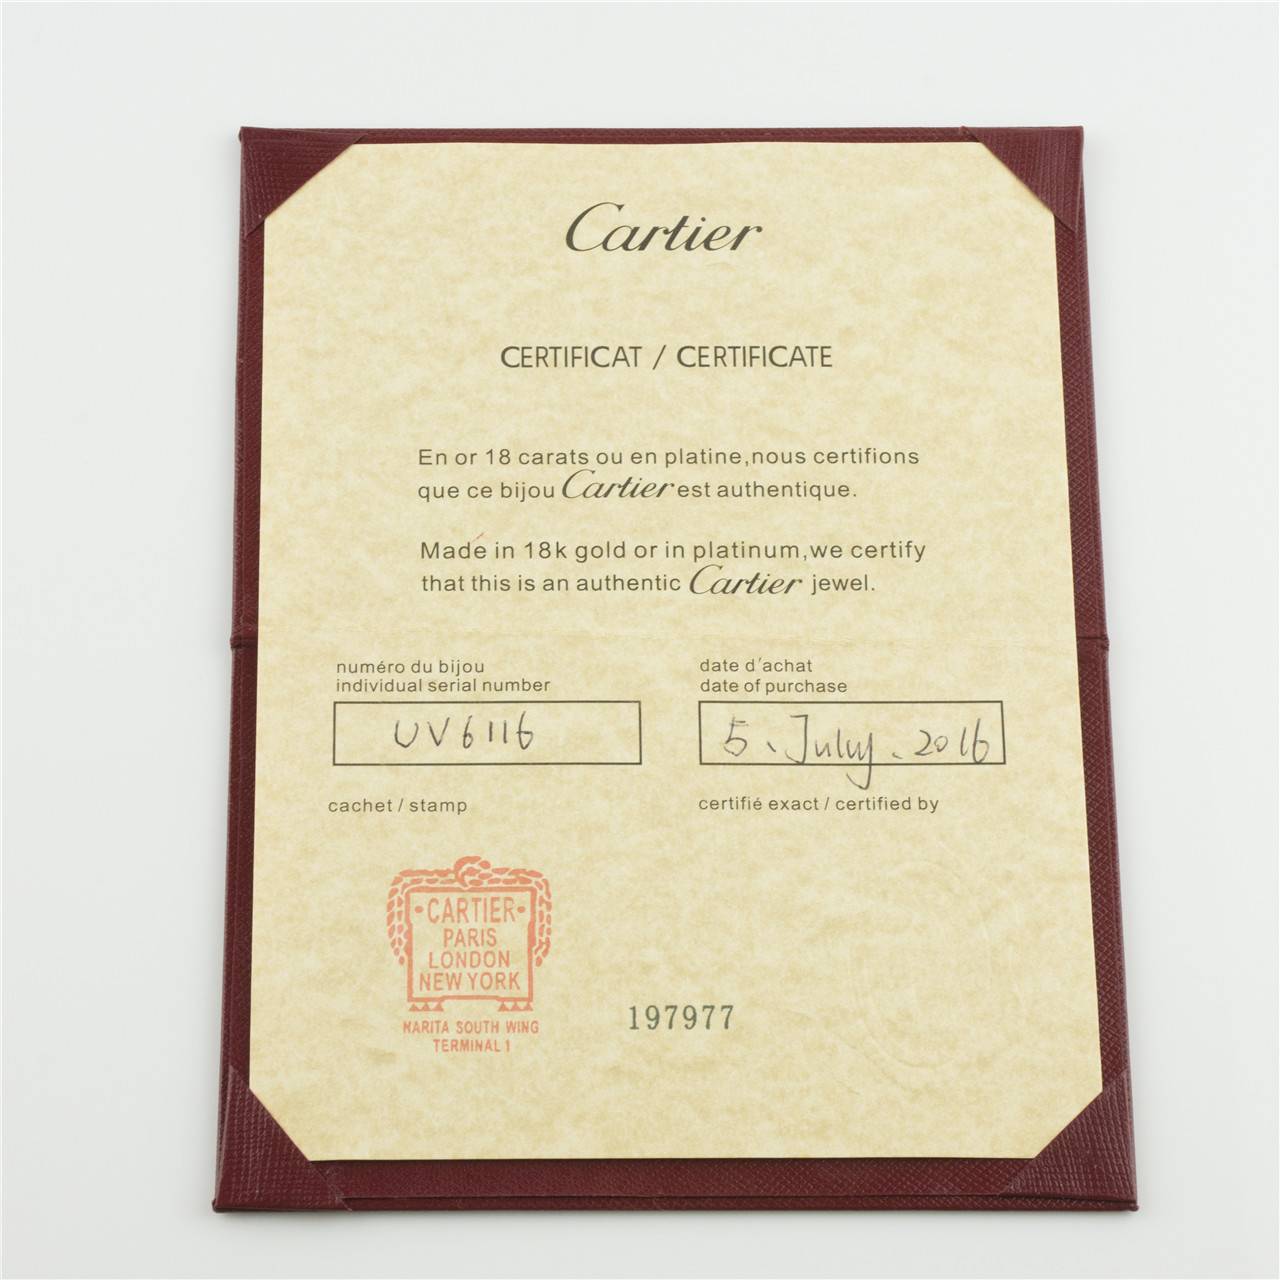 Cartier
CERTIFICAT / CERTIFICATE
En or 18 carats ou en platine,nous certifions
que ce bijou Cartier est authentique.
Made in 18k gold or in platinum,we certify
that this is an authentic Cartier jewel.
numéro du bijou
individual serial number
UV6116
date d'achat
date of purchase
5. July. 2016
cachet / stamp
certifié exact / certified by
·CARTIER·
PARIS
LONDON
NEW YORK
NARITA SOUTH WING
TERMINAL 1
197977